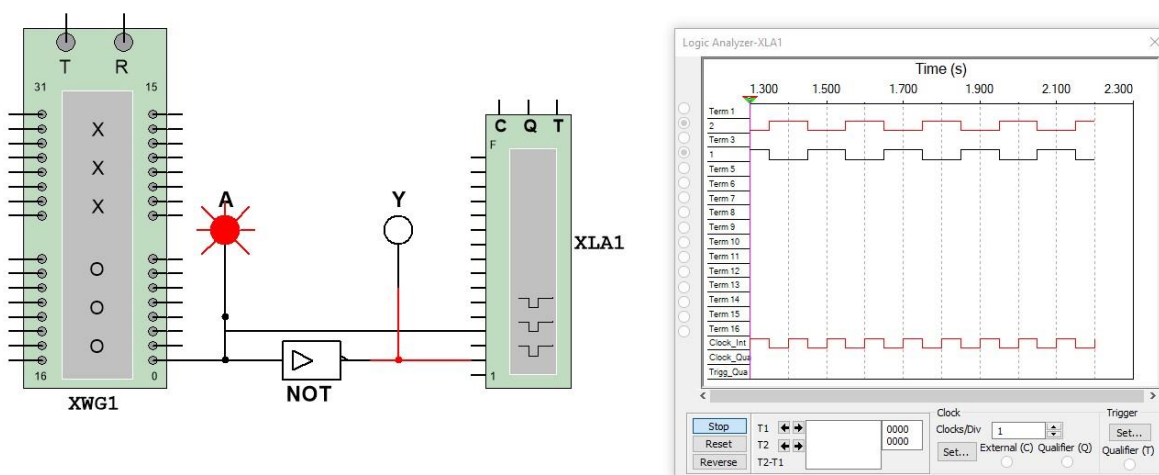 T R
31 15
X
X
X
O
O
O
16 0
XWG1
A
Y
NOT
C Q T
F
1
XLA1
Logic Analyzer-XLA1
Time (s)
1.300 1.500 1.700 1.900 2.100 2.300
Term 1
2
Term 3
1
Term 5
Term 6
Term 7
Term 8
Term 9
Term 10
Term 11
Term 12
Term 13
Term 14
Term 15
Term 16
Clock_Int
Clock_Qua
Trigg_Qua
Stop
Reset
Reverse
T1
T2
T2-T1
0000
0000
Clock
Clocks/Div 1
Set... External (C) Qualifier (Q)
Trigger
Set...
Qualifier (T)